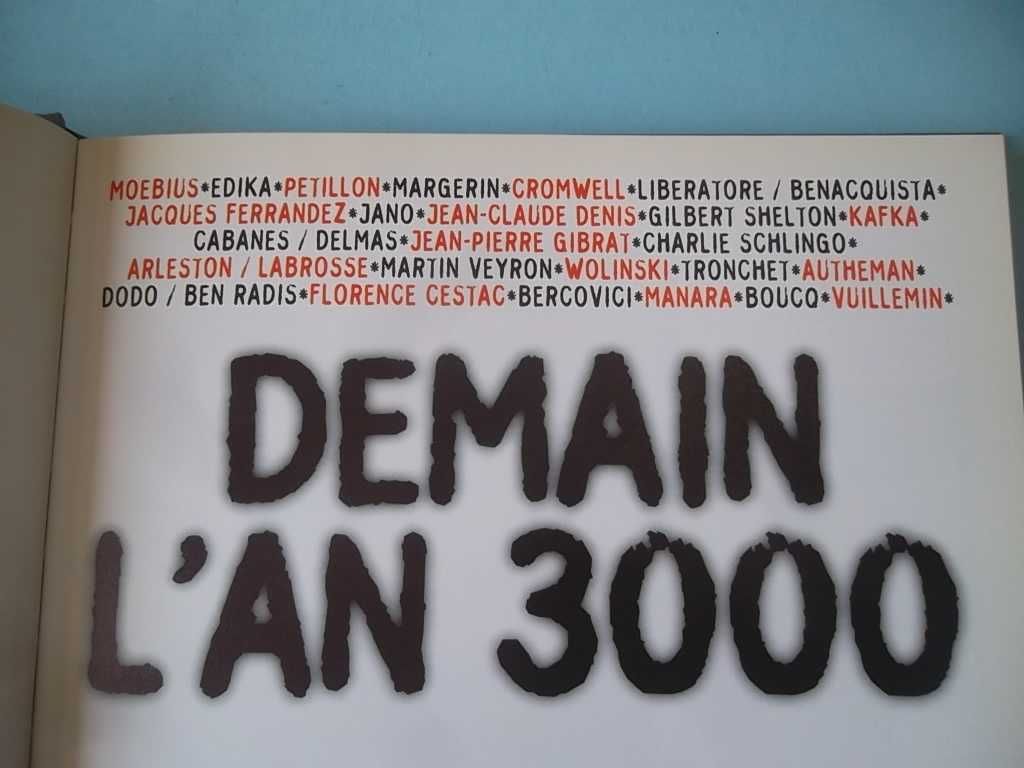 MOEBIUS*EDIKA*PETILLON*MARGERIN*CROMWELL*LIBERATORE / BENACQUISTA*
JACQUES FERRANDEZ*JANO*JEAN-CLAUDE DENIS*GILBERT SHELTON*KAFKA*
CABANES / DELMAS*JEAN-PIERRE GIBRAT*CHARLIE SCHLINGO*
ARLESTON / LABROSSE*MARTIN VEYRON*WOLINSKI*TRONCHET*AUTHEMAN*
DODO / BEN RADIS*FLORENCE CESTAC*BERCOVICI*MANARA*BOUCQ*VUILLEMIN*
DEMAIN
L'AN 3000